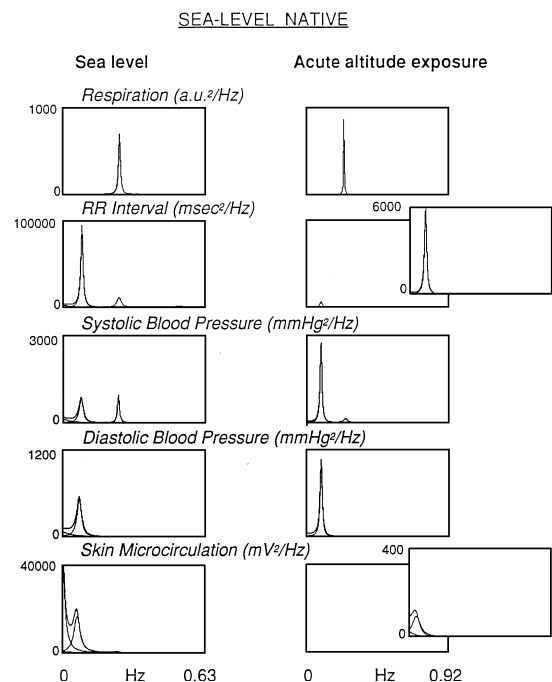 SEA-LEVEL NATIVE
Sea level
Acute altitude exposure
Respiration (a.u.²/Hz)
1000
0
RR Interval (msec²/Hz)
100000
0
6000
0
Systolic Blood Pressure (mmHg²/Hz)
3000
0
Diastolic Blood Pressure (mmHg²/Hz)
1200
0
Skin Microcirculation (mV²/Hz)
40000
0
400
0
0 Hz 0.63
0 Hz 0.92